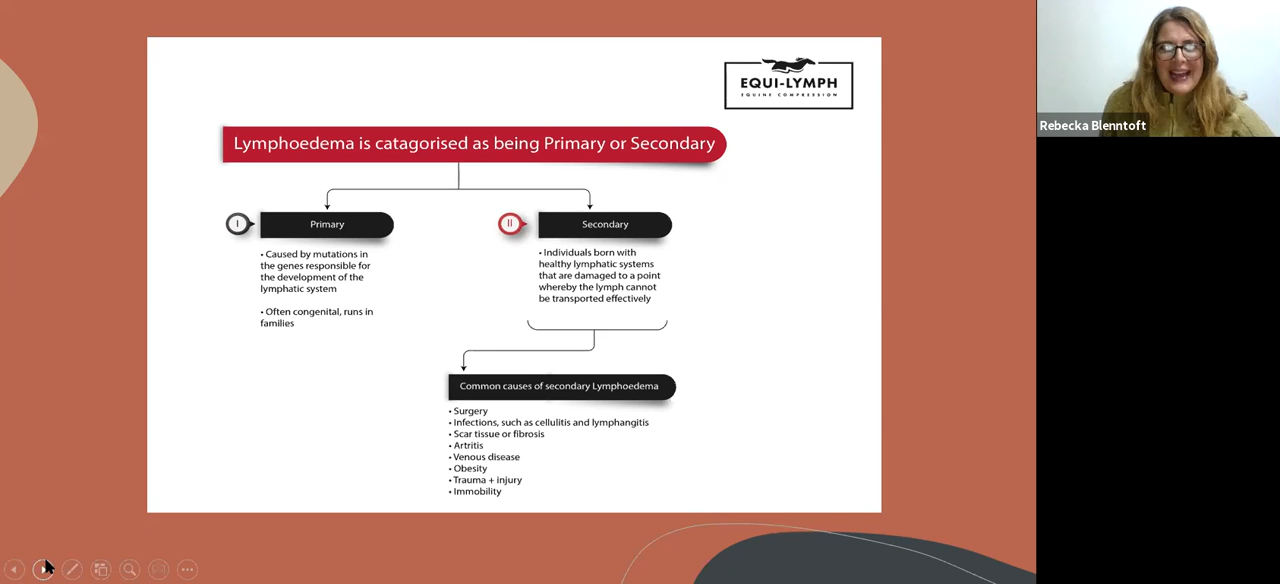 EQUI-LYMPH
EQUINE COMPRESSION
Rebecka Blenntoft
Lymphoedema is catagorised as being Primary or Secondary
I
Primary
• Caused by mutations in
the genes responsible for
the development of the
lymphatic system
• Often congenital, runs in
families
II
Secondary
• Individuals born with
healthy lymphatic systems
that are damaged to a point
whereby the lymph cannot
be transported effectively
Common causes of secondary Lymphoedema
• Surgery
• Infections, such as cellulitis and lymphangitis
• Scar tissue or fibrosis
• Artritis
• Venous disease
• Obesity
• Trauma + injury
• Immobility